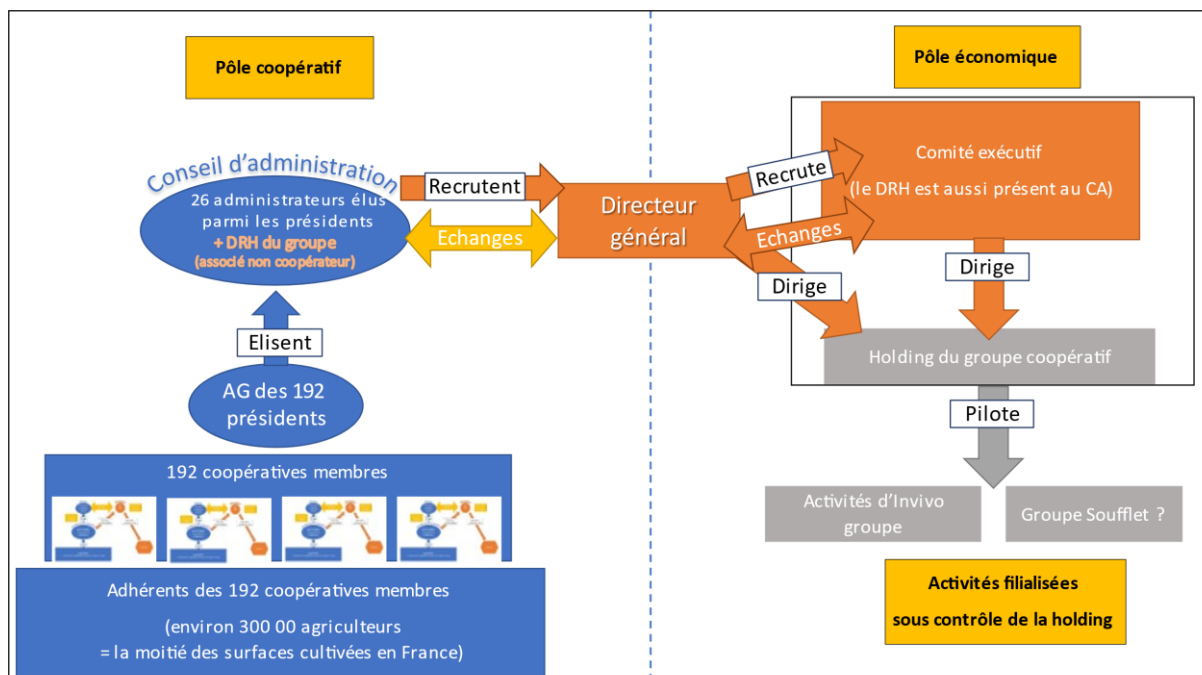 Pôle coopératif
Pôle économique
Conseil d'administration
26 administrateurs élus
parmi les présidents
+ DRH du groupe
(associé non coopérateur)
Recrutent
Echanges
Directeur
général
Recrute
Echanges
Dirige
Comité exécutif
(le DRH est aussi présent au CA)
Dirige
Holding du groupe coopératif
Elisent
AG des 192
présidents
Pilote
192 coopératives membres
Activités d'Invivo
groupe
Groupe Soufflet ?
Adhérents des 192 coopératives membres
(environ 300 00 agriculteurs
= la moitié des surfaces cultivées en France)
Activités filialisées
sous contrôle de la holding